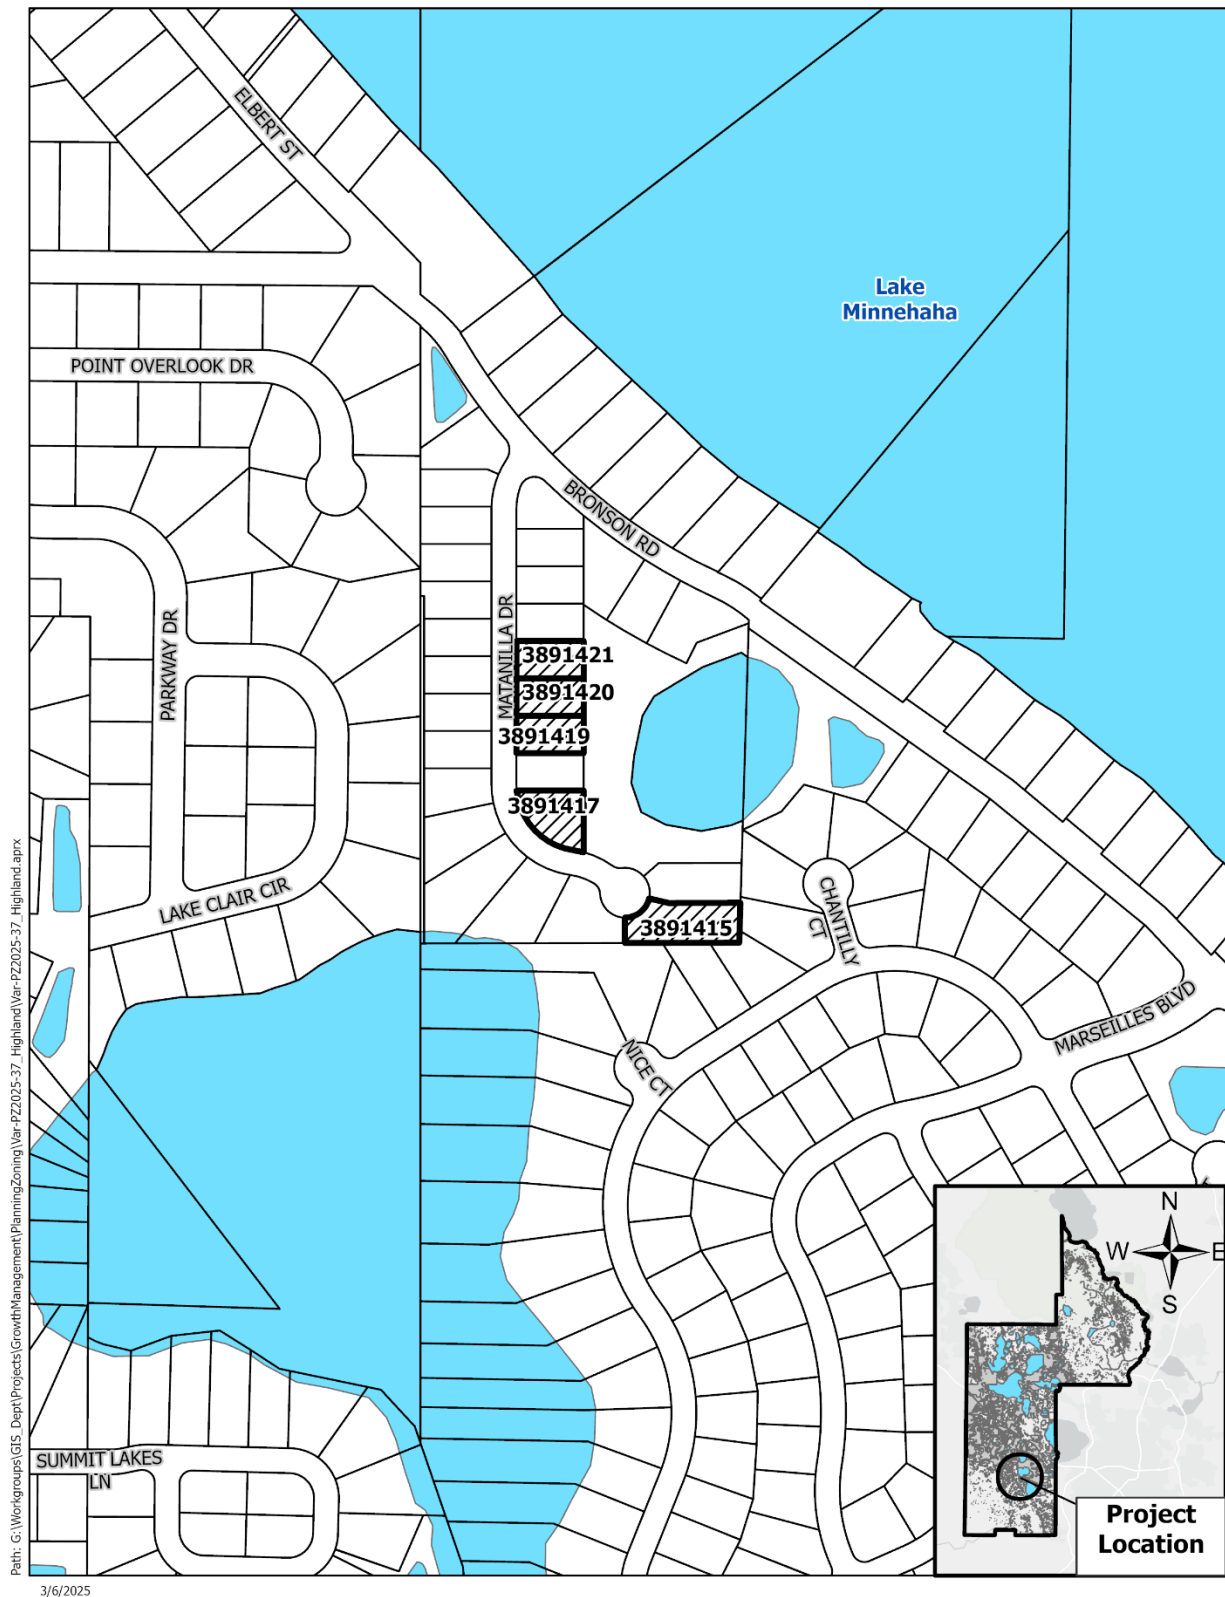 ELBERT ST
Lake
Minnehaha
POINT OVERLOOK DR
BRONSON RD
MATANILLA DR
PARKWAY DR
3891421
3891420
3891419
3891417
LAKE CLAIR CIR
3891415
CHANTILLY
CT
MARSEILLES BLVD
NICE CT
SUMMIT LAKES
LN
N
W
E
S
Project
Location
Path: G:\Workgroups\GIS_Dept\Projects\GrowthManagement\PlanningZoning\Var-PZ2025-37_Highland\Var-PZ2025-37_Highland.aprx
3/6/2025